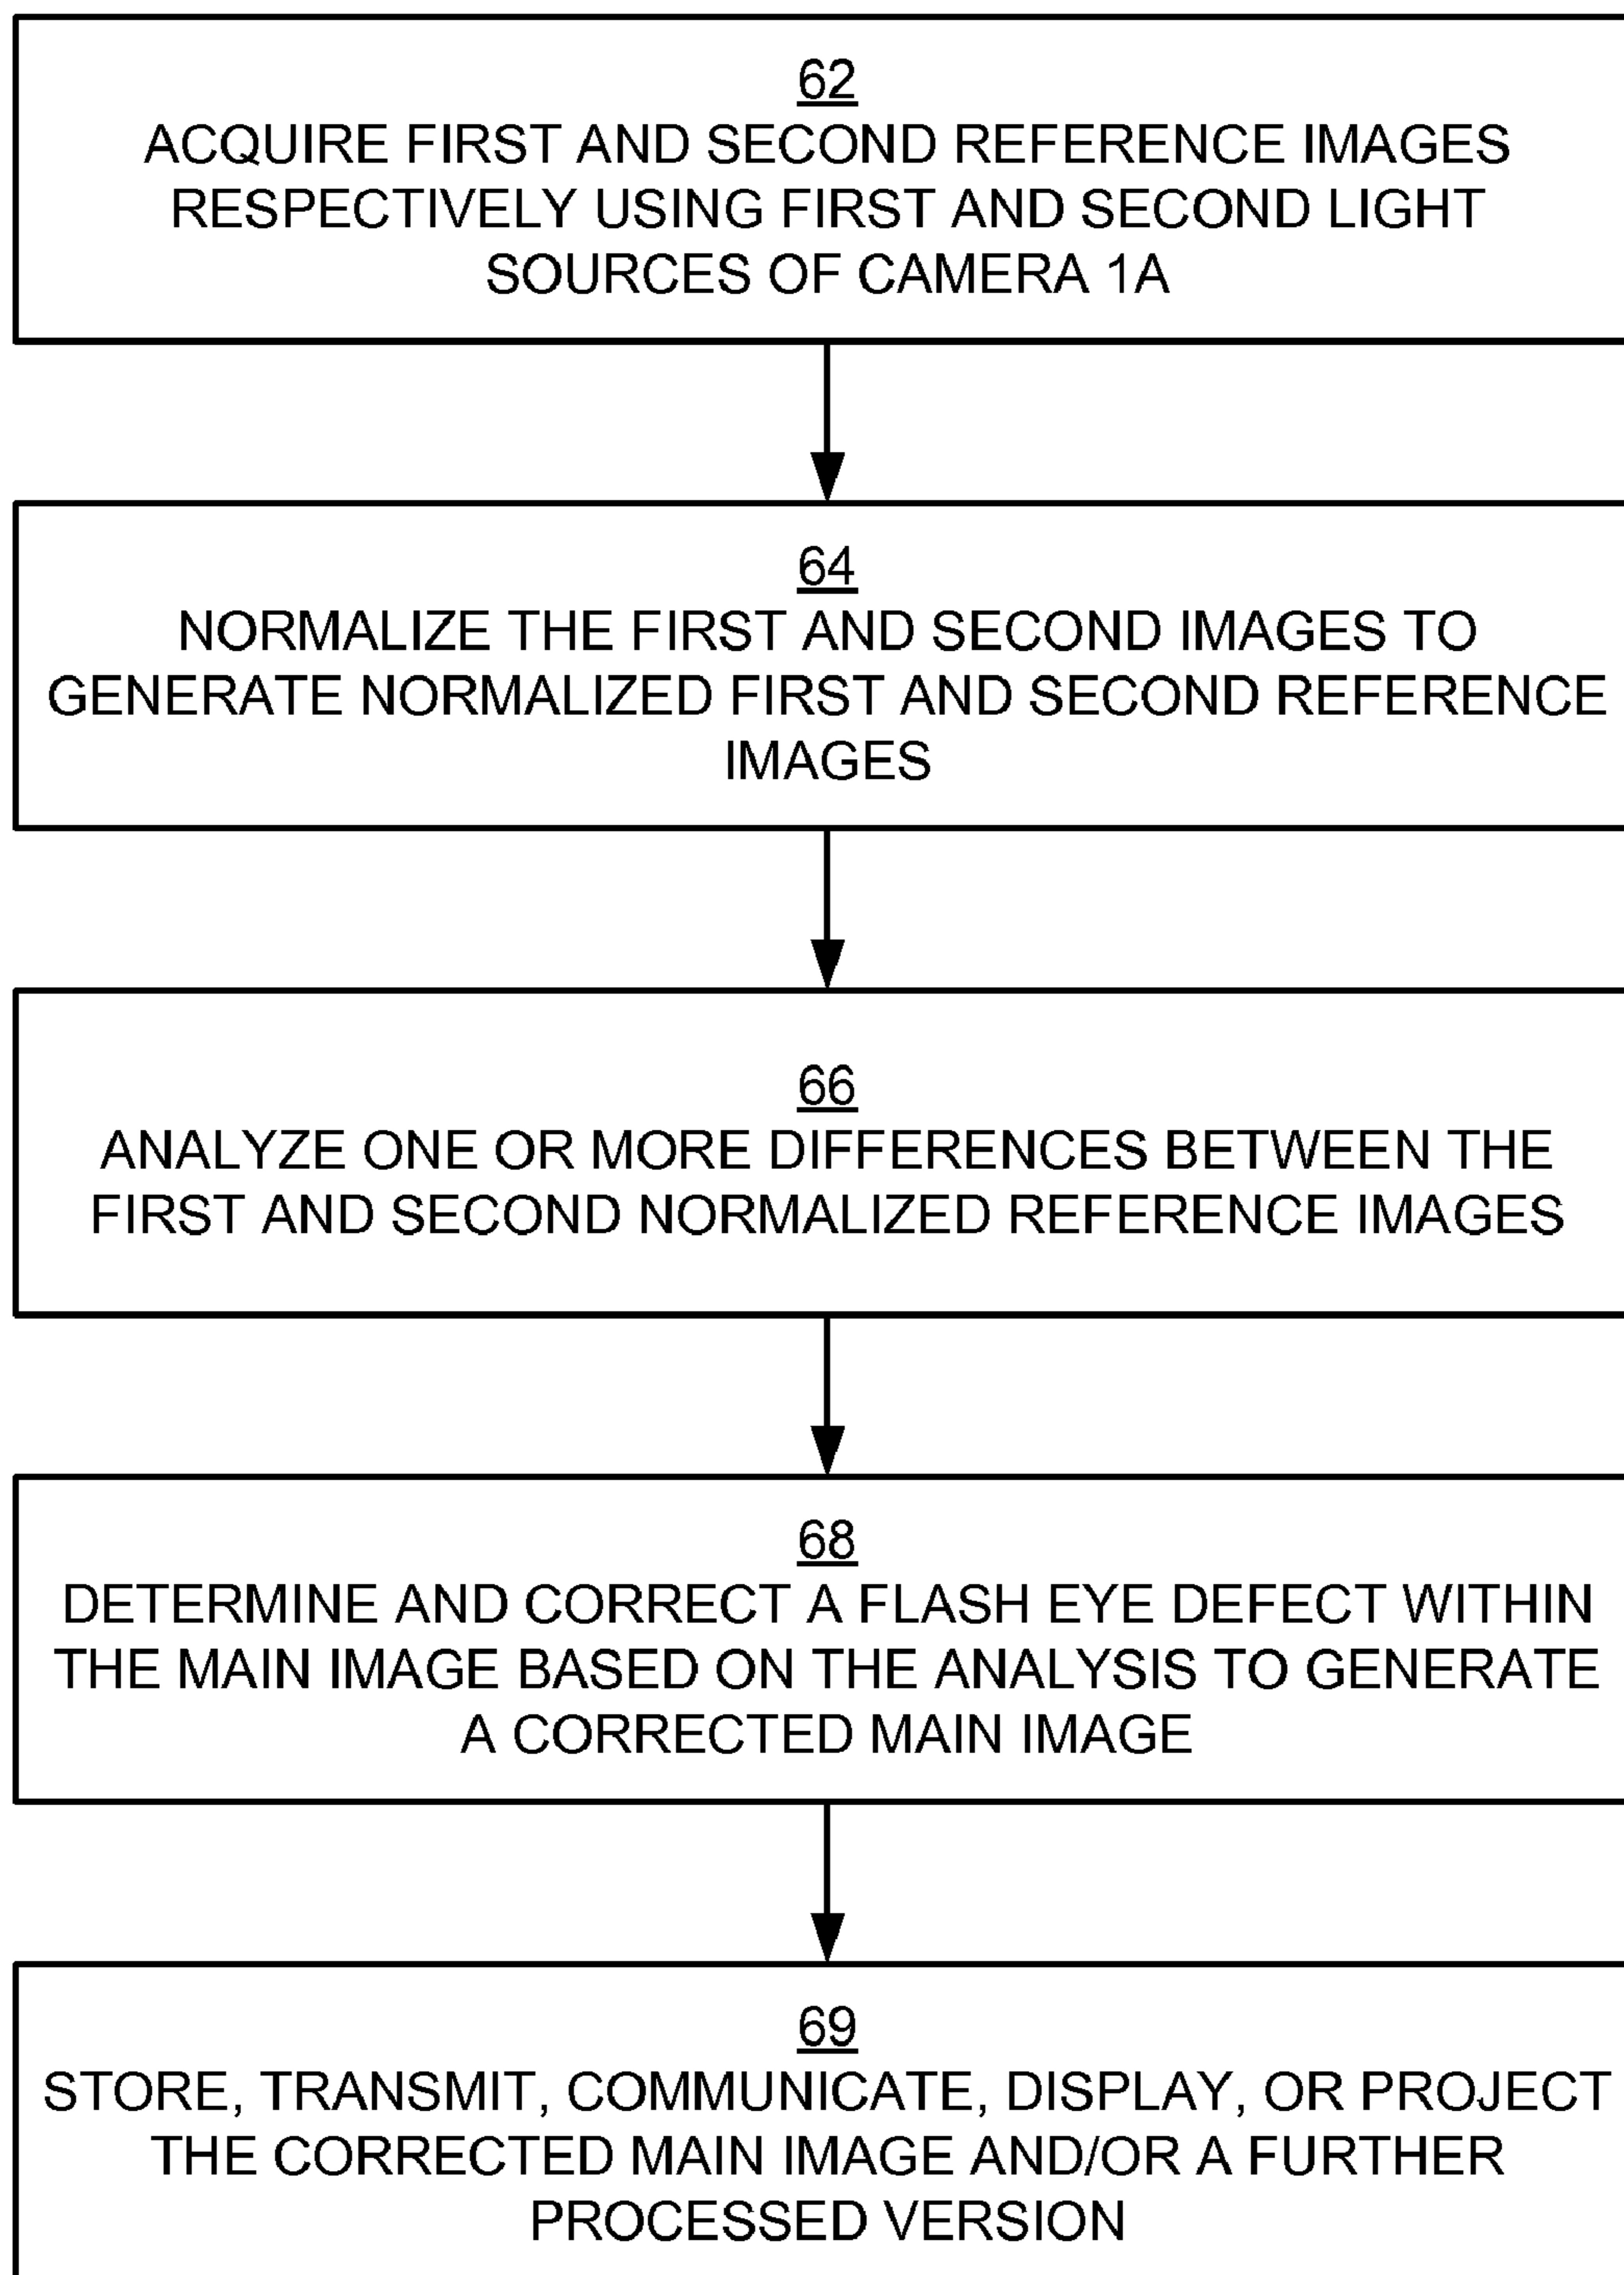 62
ACQUIRE FIRST AND SECOND REFERENCE IMAGES
RESPECTIVELY USING FIRST AND SECOND LIGHT
SOURCES OF CAMERA 1A
64
NORMALIZE THE FIRST AND SECOND IMAGES TO
GENERATE NORMALIZED FIRST AND SECOND REFERENCE
IMAGES
66
ANALYZE ONE OR MORE DIFFERENCES BETWEEN THE
FIRST AND SECOND NORMALIZED REFERENCE IMAGES
68
DETERMINE AND CORRECT A FLASH EYE DEFECT WITHIN
THE MAIN IMAGE BASED ON THE ANALYSIS TO GENERATE
A CORRECTED MAIN IMAGE
69
STORE, TRANSMIT, COMMUNICATE, DISPLAY, OR PROJECT
THE CORRECTED MAIN IMAGE AND/OR A FURTHER
PROCESSED VERSION